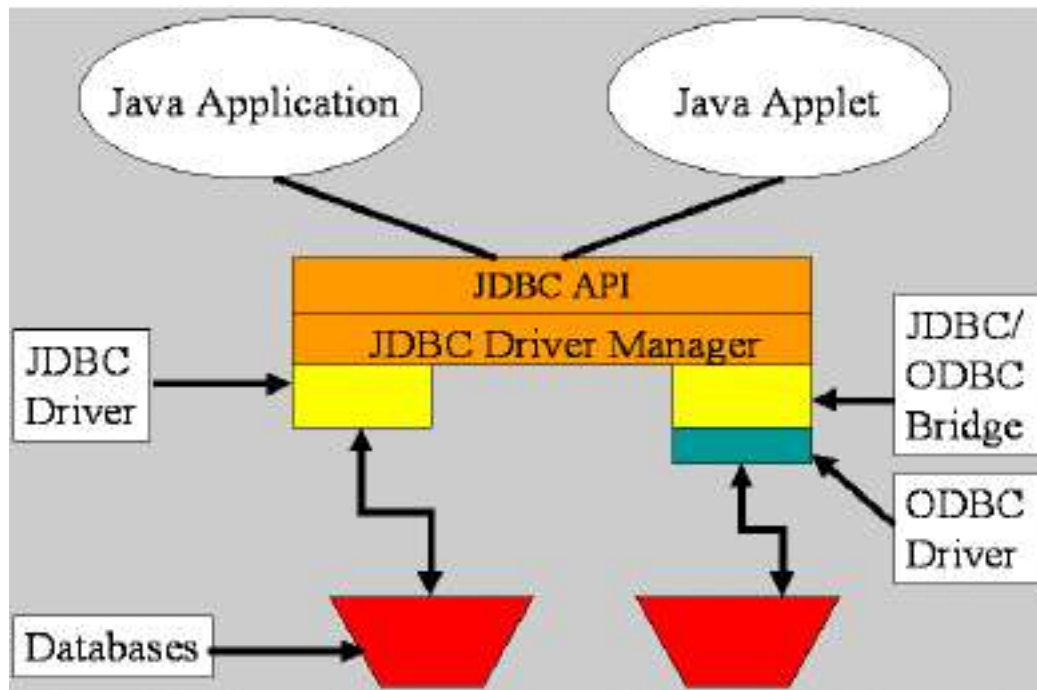 Java Application
Java Applet
JDBC API
JDBC Driver Manager
JDBC
Driver
JDBC/
ODBC
Bridge
ODBC
Driver
Databases